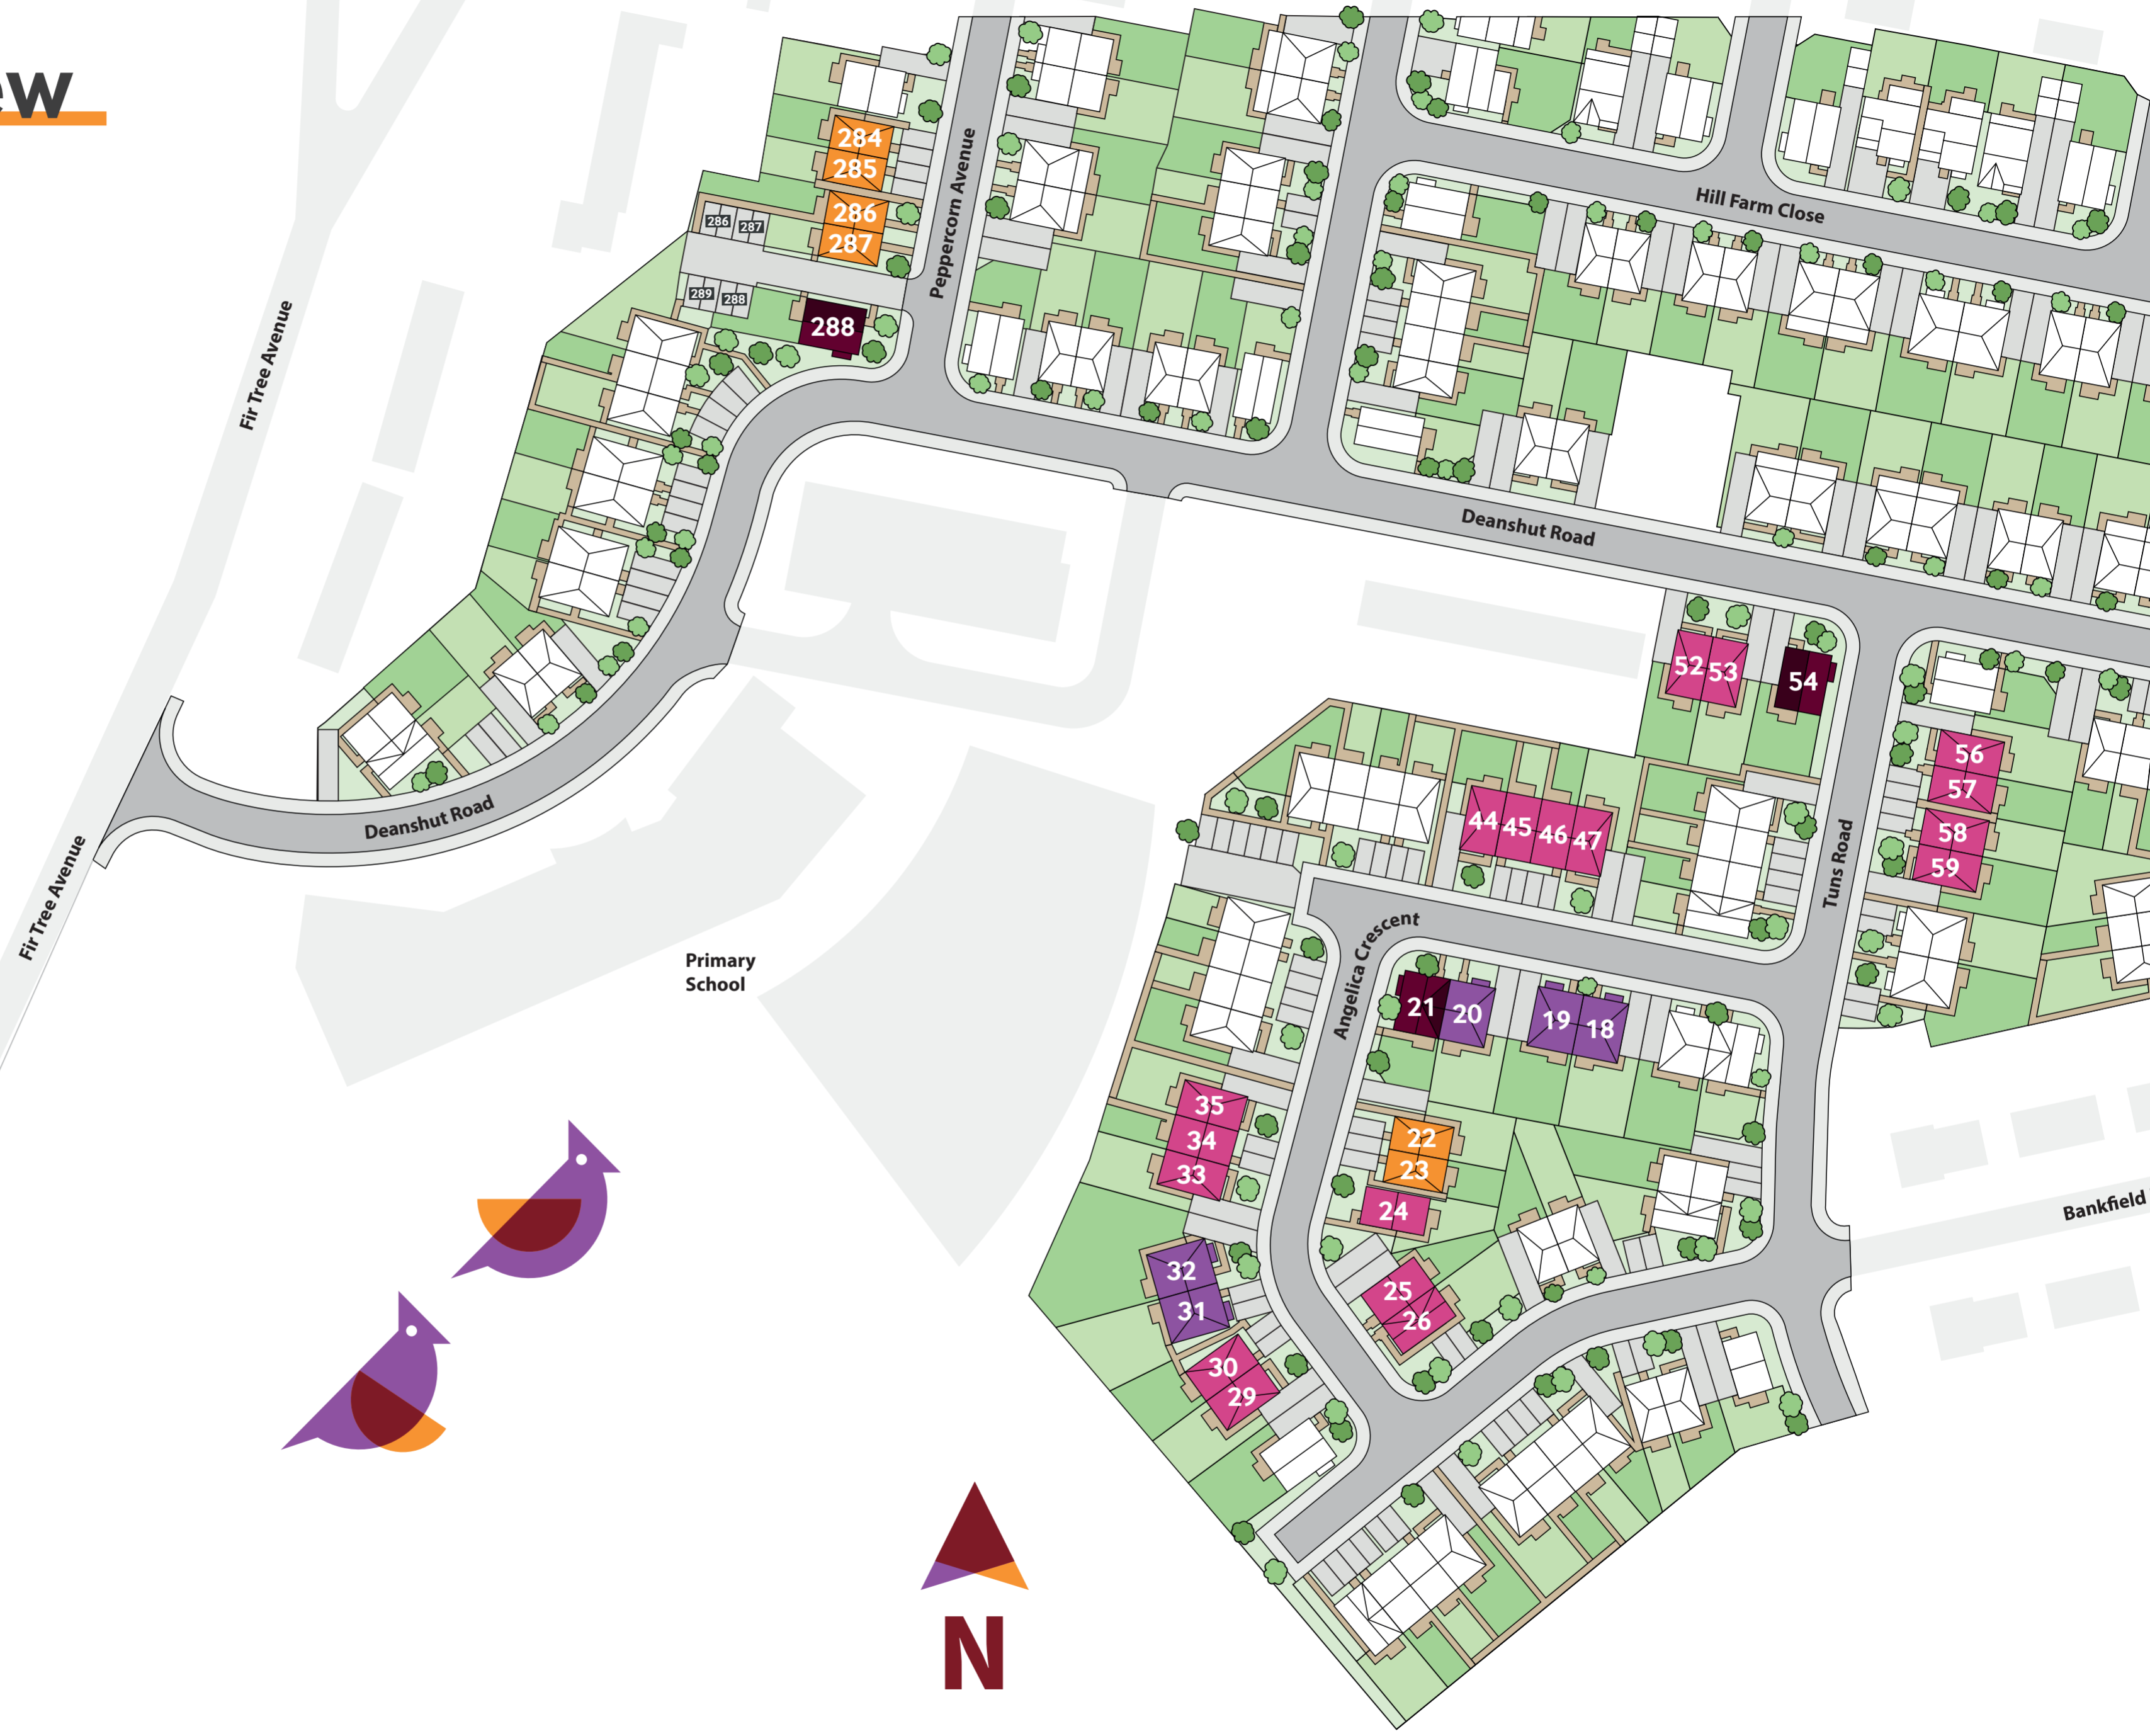 ew
284
285
286
287
286 287
289 288
288
Peppercorn Avenue
Hill Farm Close
Fir Tree Avenue
Deanshut Road
52 53
54
56
57
58
59
44 45 46 47
Tuns Road
Deanshut Road
Fir Tree Avenue
Angelica Crescent
Primary
School
21 20
19 18
35
34
33
22
23
24
32
31
25
26
30
29
Bankfield
N